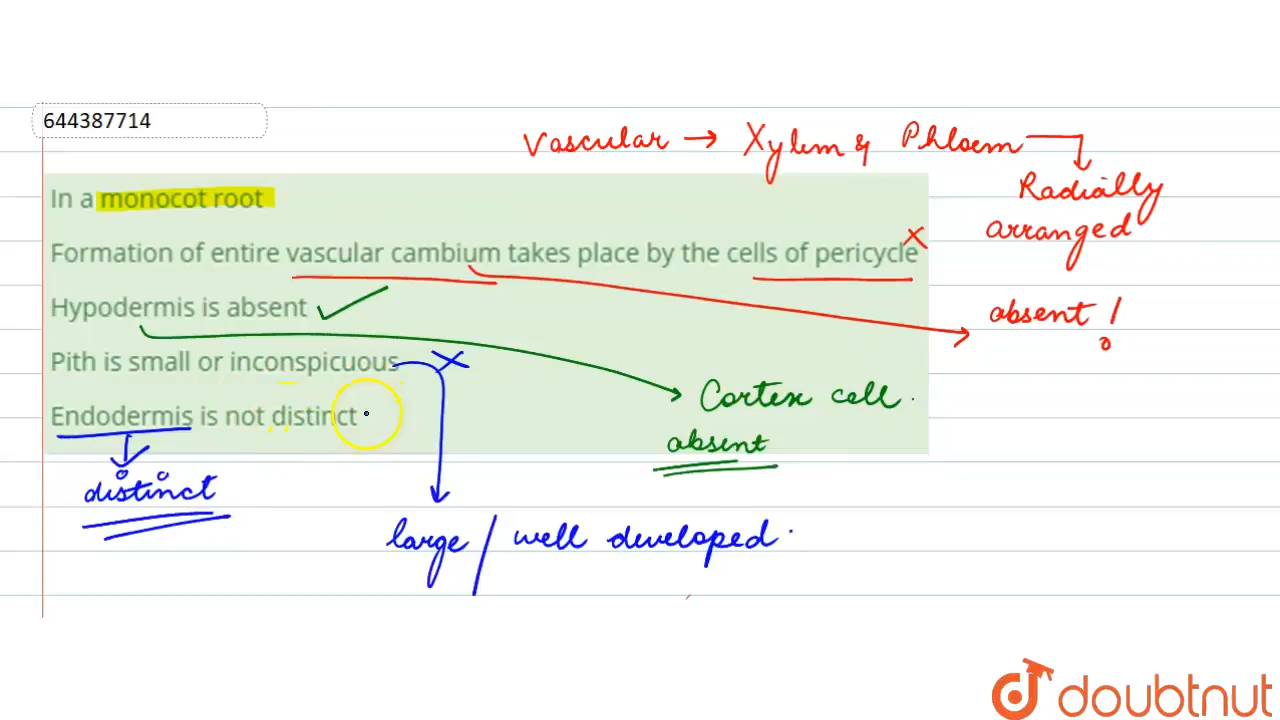 644387714
Vascular → Xylem & Phloem
Radially
arranged
In a monocot root
Formation of entire vascular cambium takes place by the cells of pericycle
absent !
Hypodermis is absent
Pith is small or inconspicuous
Cortex cell.
absent
Endodermis is not distinct
distinct
large / well developed.
doubtnut